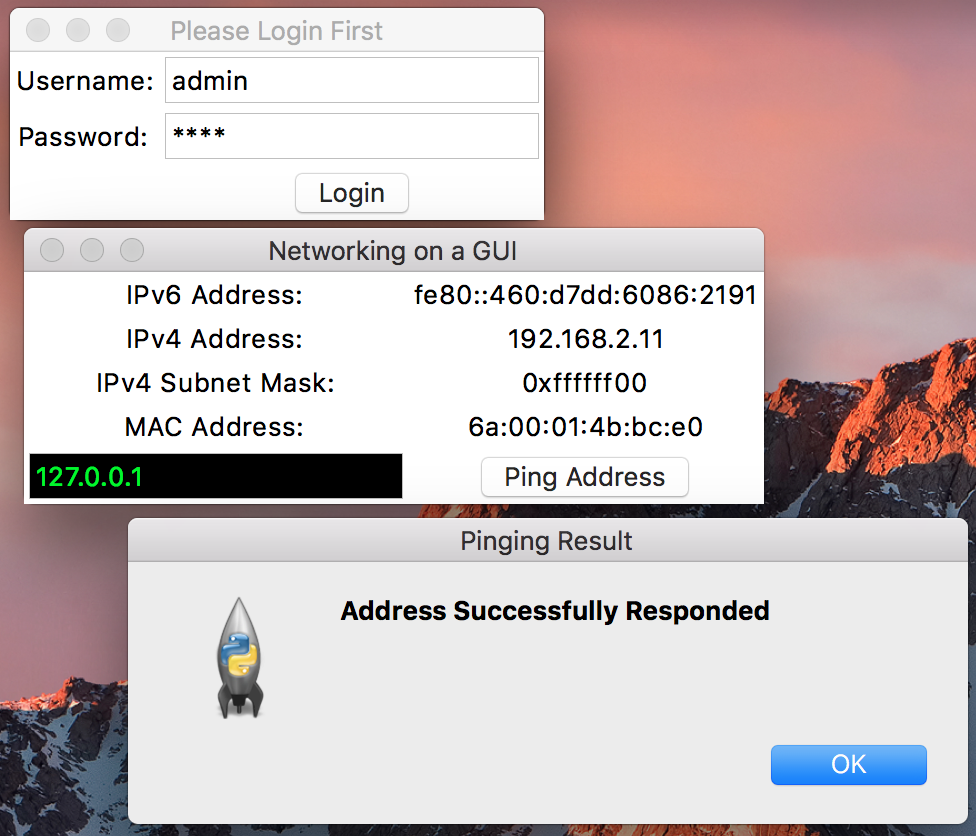 Please Login First
Username: admin
Password: ****
Login
Networking on a GUI
IPv6 Address: fe80::460:d7dd:6086:2191
IPv4 Address: 192.168.2.11
IPv4 Subnet Mask: 0xffffff00
MAC Address: 6a:00:01:4b:bc:e0
127.0.0.1 Ping Address
Pinging Result
Address Successfully Responded
OK